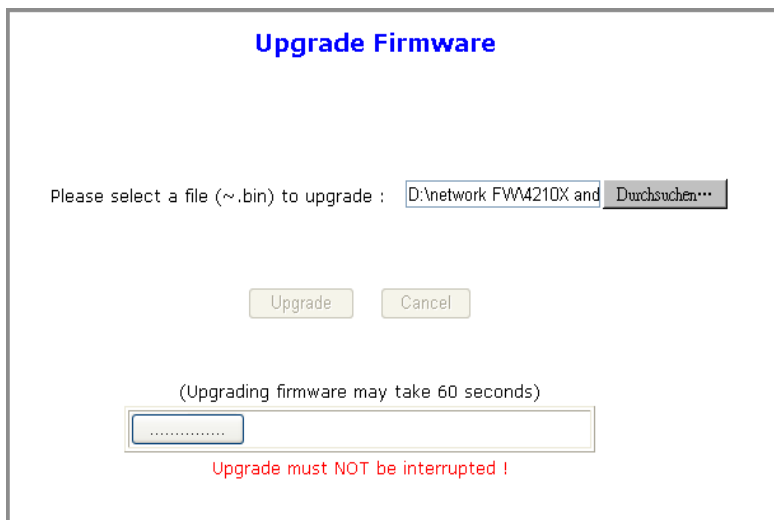 Upgrade Firmware
Please select a file (~.bin) to upgrade : D:\network FW\4210X and Durchsuchen...
Upgrade Cancel
(Upgrading firmware may take 60 seconds)
...............
Upgrade must NOT be interrupted !